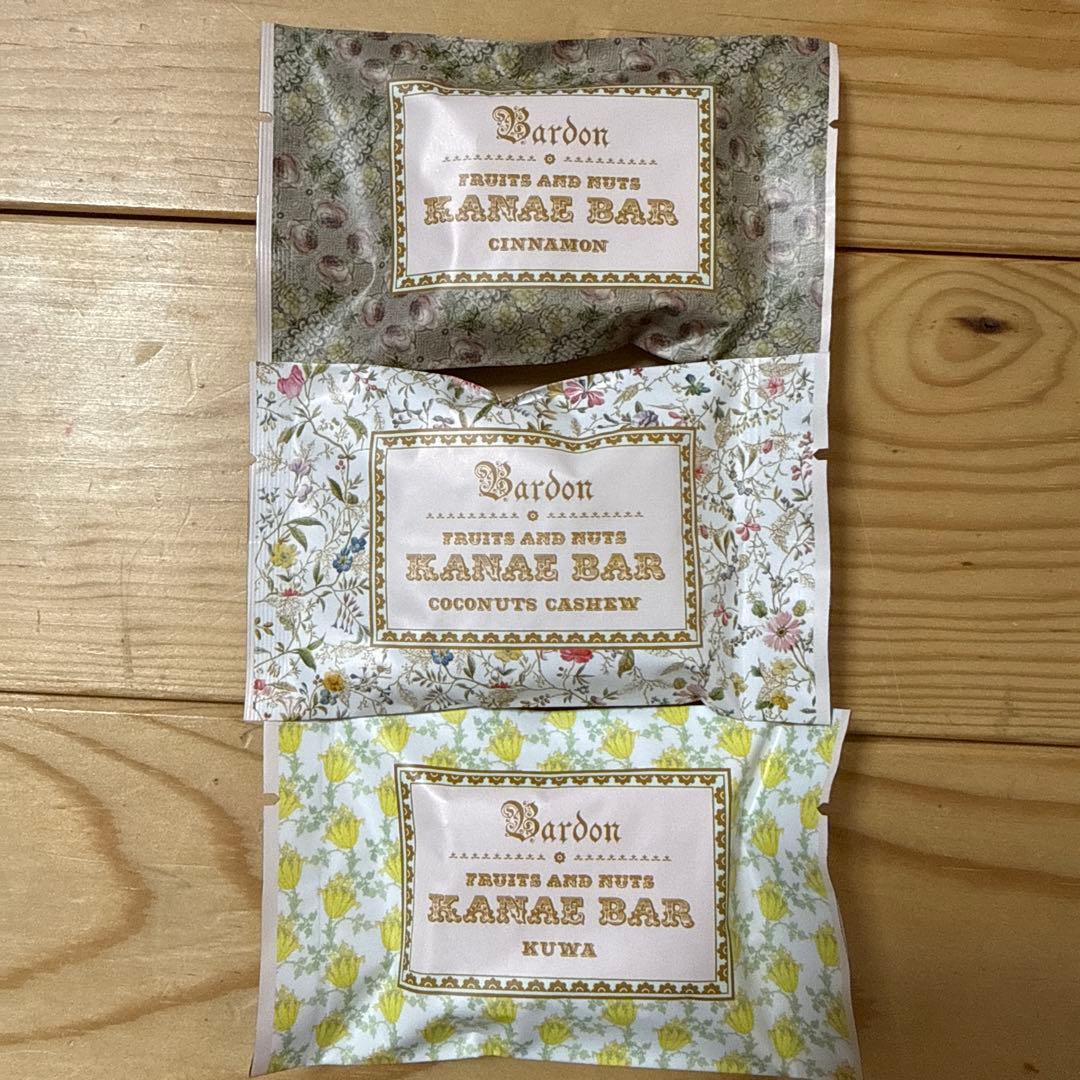 Bardon
FRUITS AND NUTS
KANAE BAR
CINNAMON
Bardon
FRUITS AND NUTS
KANAE BAR
COCONUTS CASHEW
Bardon
FRUITS AND NUTS
KANAE BAR
KUWA